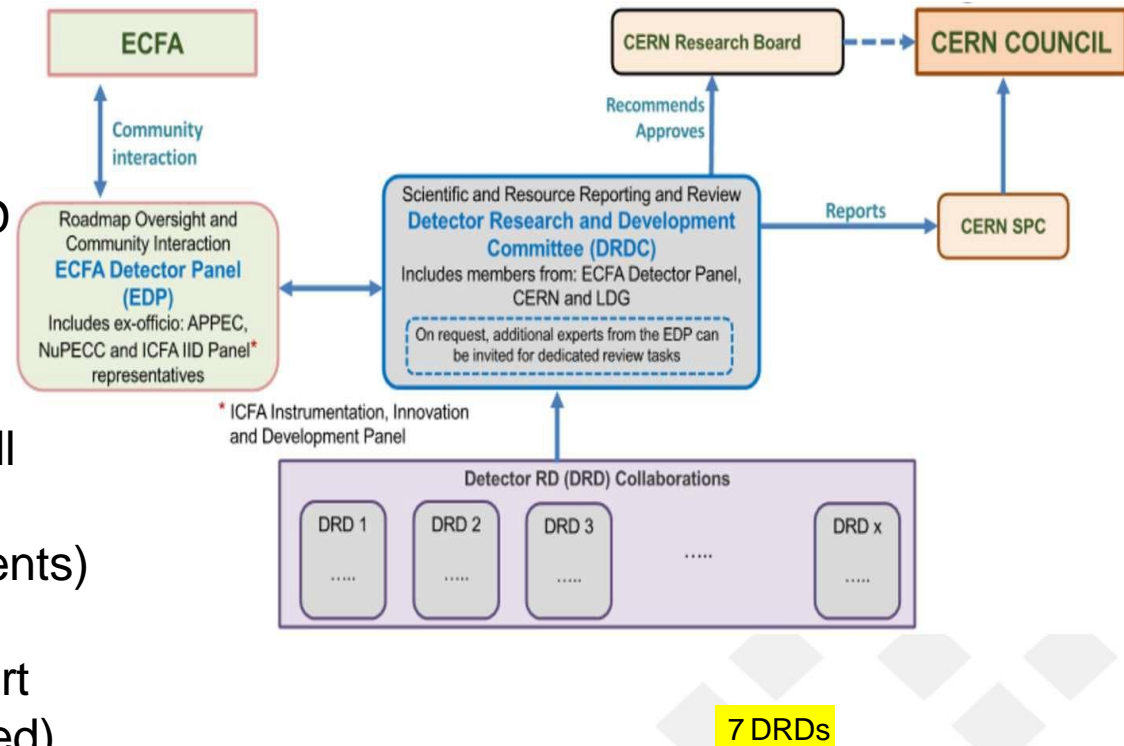 ECFA
CERN Research Board
CERN COUNCIL
Community
interaction
Recommends
Approves
Roadmap Oversight and
Community Interaction
ECFA Detector Panel
(EDP)
Includes ex-officio: APPEC,
NuPECC and ICFA IID Panel*
representatives
Scientific and Resource Reporting and Review
Detector Research and Development
Committee (DRDC)
Includes members from: ECFA Detector Panel,
CERN and LDG
On request, additional experts from the EDP can
be invited for dedicated review tasks
Reports
CERN SPC
* ICFA Instrumentation, Innovation
and Development Panel
Detector RD (DRD) Collaborations
DRD 1
.....
DRD 2
.....
DRD 3
.....
.....
DRD x
.....
ents)
7 DRDs